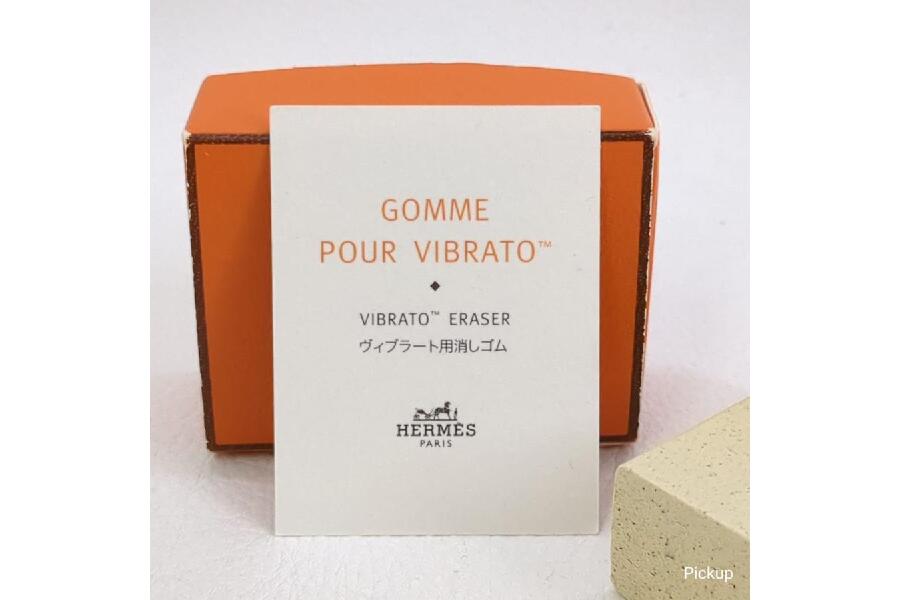 GOMME
POUR VIBRATO™
VIBRATO™ ERASER
ヴィブラート用消しゴム
HERMÈS
PARIS
Pickup